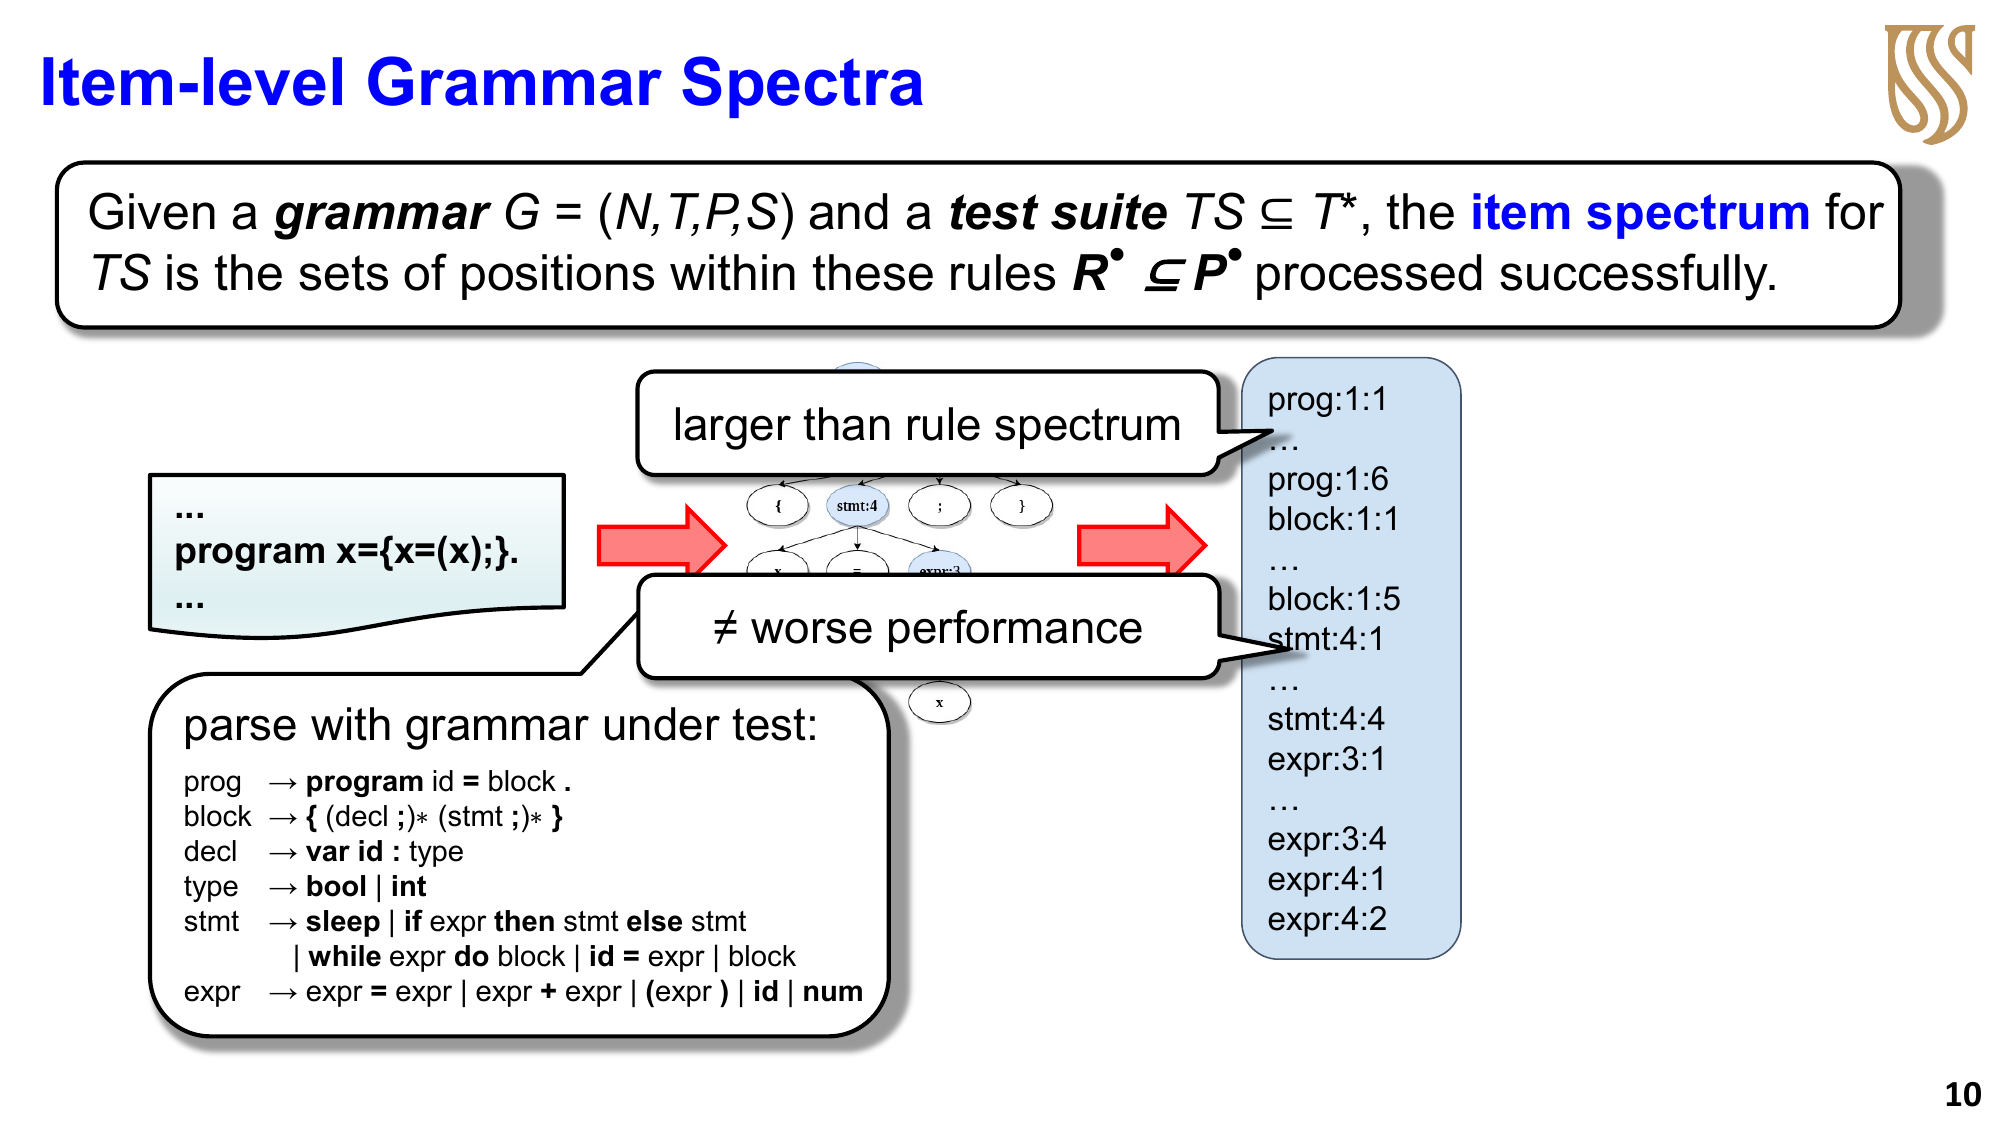 Item-level Grammar Spectra
Given a grammar G = (N,T,P,S) and a test suite TS ⊆ T*, the item spectrum for
TS is the sets of positions within these rules R● ⊆ P● processed successfully.
larger than rule spectrum
{ stmt:4 ; }
x = expr:3
≠ worse performance
x
...
program x={x=(x);}.
...
parse with grammar under test:
prog → program id = block .
block → { (decl ;)* (stmt ;)* }
decl → var id : type
type → bool | int
stmt → sleep | if expr then stmt else stmt
| while expr do block | id = expr | block
expr → expr = expr | expr + expr | (expr ) | id | num
prog:1:1
…
prog:1:6
block:1:1
…
block:1:5
stmt:4:1
…
stmt:4:4
expr:3:1
…
expr:3:4
expr:4:1
expr:4:2
10